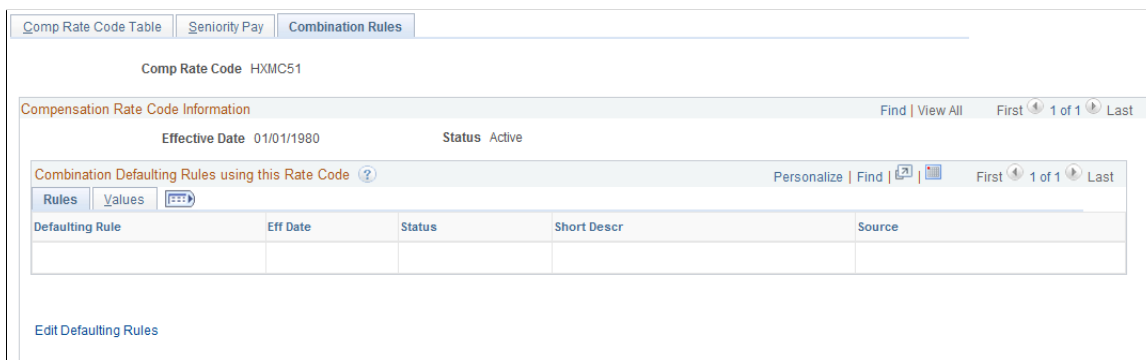 Comp Rate Code Table Seniority Pay Combination Rules
Comp Rate Code HXMC51
Compensation Rate Code Information Find | View All First 1 of 1 Last
Effective Date 01/01/1980 Status Active
Combination Defaulting Rules using this Rate Code ? Personalize | Find | | First 1 of 1 Last
Rules Values
Defaulting Rule Eff Date Status Short Descr Source
Edit Defaulting Rules